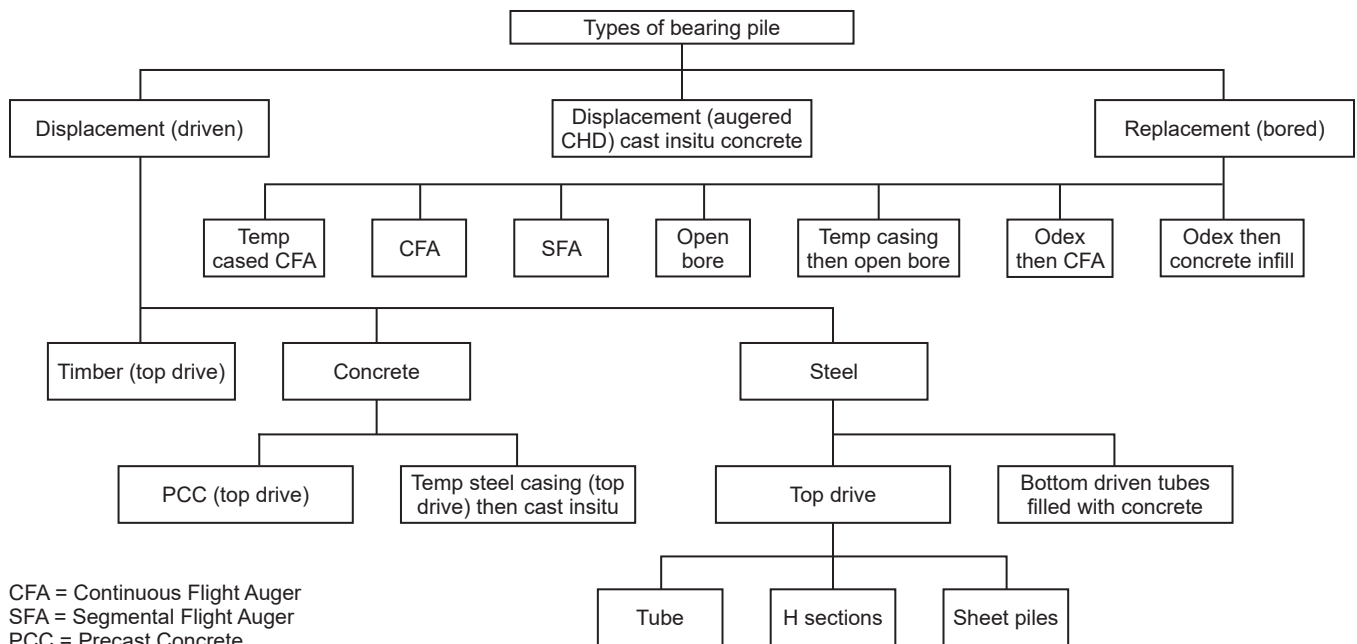 Types of bearing pile
Displacement (driven)
Displacement (augered
CHD) cast insitu concrete
Replacement (bored)
Temp
cased CFA
CFA
SFA
Open
bore
Temp casing
then open bore
Odex
then CFA
Odex then
concrete infill
Timber (top drive)
Concrete
Steel
PCC (top drive)
Temp steel casing (top
drive) then cast insitu
Top drive
Bottom driven tubes
filled with concrete
Tube
H sections
Sheet piles
CFA = Continuous Flight Auger
SFA = Segmental Flight Auger
PCC = Precast Concrete